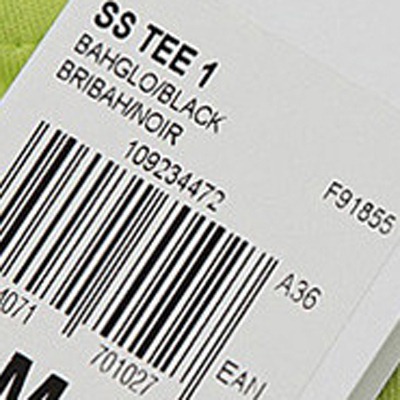 SS TEE 1
BAHGLO/BLACK
BRIBAH/NOIR
109234472
F91855
A36
4071
701027
EAN
M